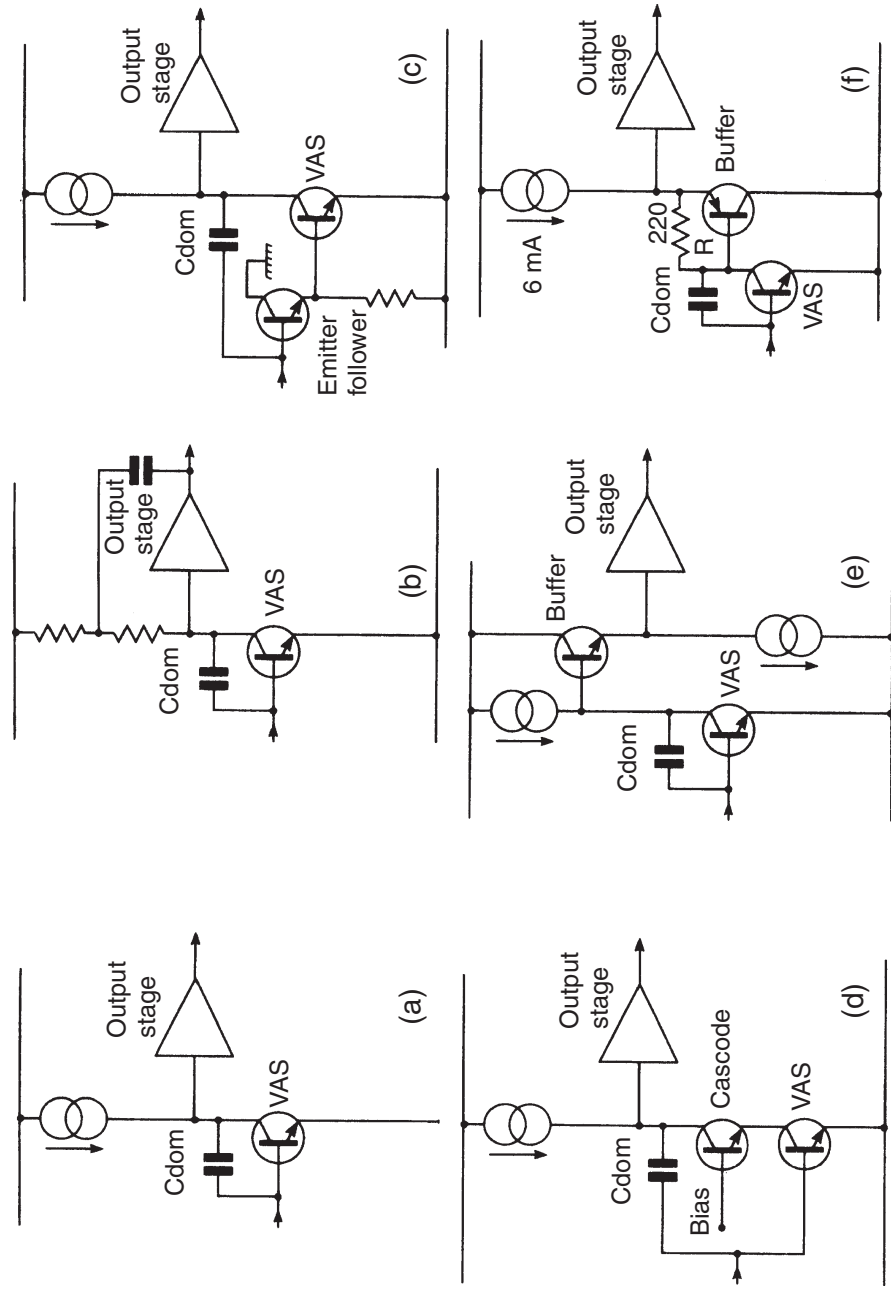 Output
stage
Cdom
VAS
(a)
Output
stage
Cdom
VAS
(b)
Output
stage
Cdom
VAS
Emitter
follower
(c)
Output
stage
Cdom
Cascode
Bias
VAS
(d)
Buffer
Output
stage
Cdom
VAS
(e)
6 mA
Output
stage
220
R
Cdom
Buffer
VAS
(f)